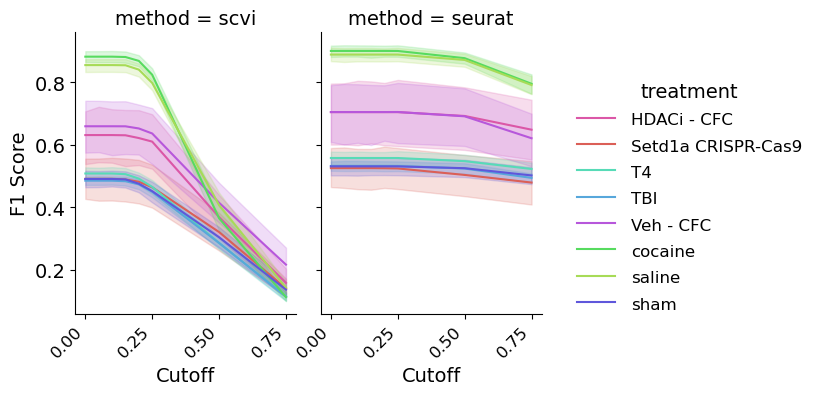 method = scvi
method = seurat
F1 Score
0.8
0.6
0.4
0.2
0.00
0.25
0.50
0.75
Cutoff
0.00
0.25
0.50
0.75
Cutoff
treatment
HDACi - CFC
Setd1a CRISPR-Cas9
T4
TBI
Veh - CFC
cocaine
saline
sham